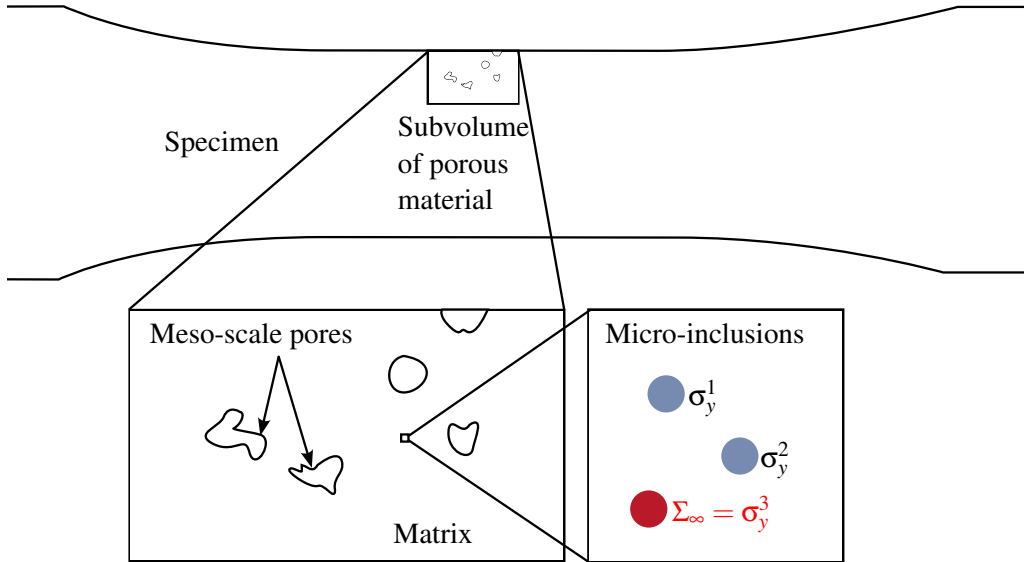 Specimen
Subvolume
of porous
material
Meso-scale pores
Matrix
Micro-inclusions
σ_y^1
σ_y^2
Σ_∞ = σ_y^3